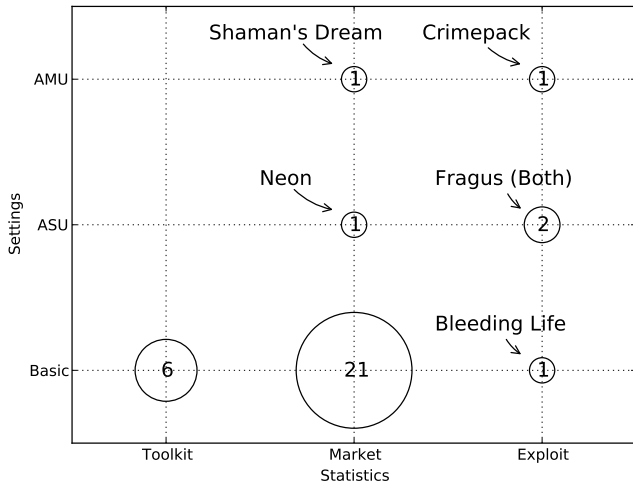 Shaman's Dream
Crimepack
AMU
1
1
Neon
Fragus (Both)
Settings
ASU
1
2
Bleeding Life
Basic
6
21
1
Toolkit
Market
Exploit
Statistics